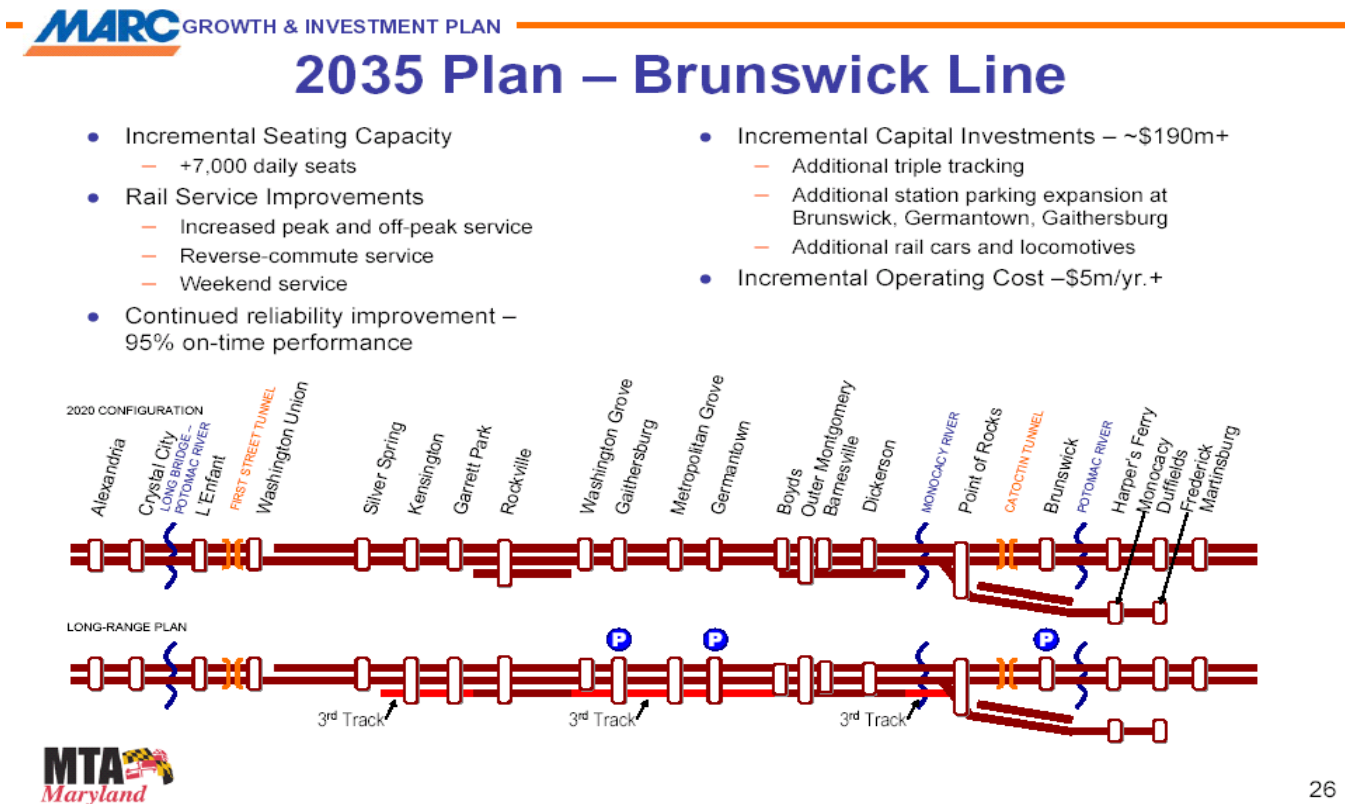 MARC GROWTH & INVESTMENT PLAN
2035 Plan – Brunswick Line
• Incremental Seating Capacity
– +7,000 daily seats
• Rail Service Improvements
– Increased peak and off-peak service
– Reverse-commute service
– Weekend service
• Continued reliability improvement –
95% on-time performance
• Incremental Capital Investments – ~$190m+
– Additional triple tracking
– Additional station parking expansion at
Brunswick, Germantown, Gaithersburg
– Additional rail cars and locomotives
• Incremental Operating Cost –$5m/yr.+
2020 CONFIGURATION
Alexandria
Crystal City
LONG BRIDGE –
POTOMAC RIVER
L'Enfant
FIRST STREET TUNNEL
Washington Union
Silver Spring
Kensington
Garrett Park
Rockville
Washington Grove
Gaithersburg
Metropolitan Grove
Germantown
Boyds
Outer Montgomery
Barnesville
Dickerson
MONOCACY RIVER
Point of Rocks
CATOCTIN TUNNEL
Brunswick
POTOMAC RIVER
Harper's Ferry
Monocacy
Duffields
Frederick
Martinsburg
LONG-RANGE PLAN
P
P
P
3rd Track
3rd Track
3rd Track
MTA
Maryland
26